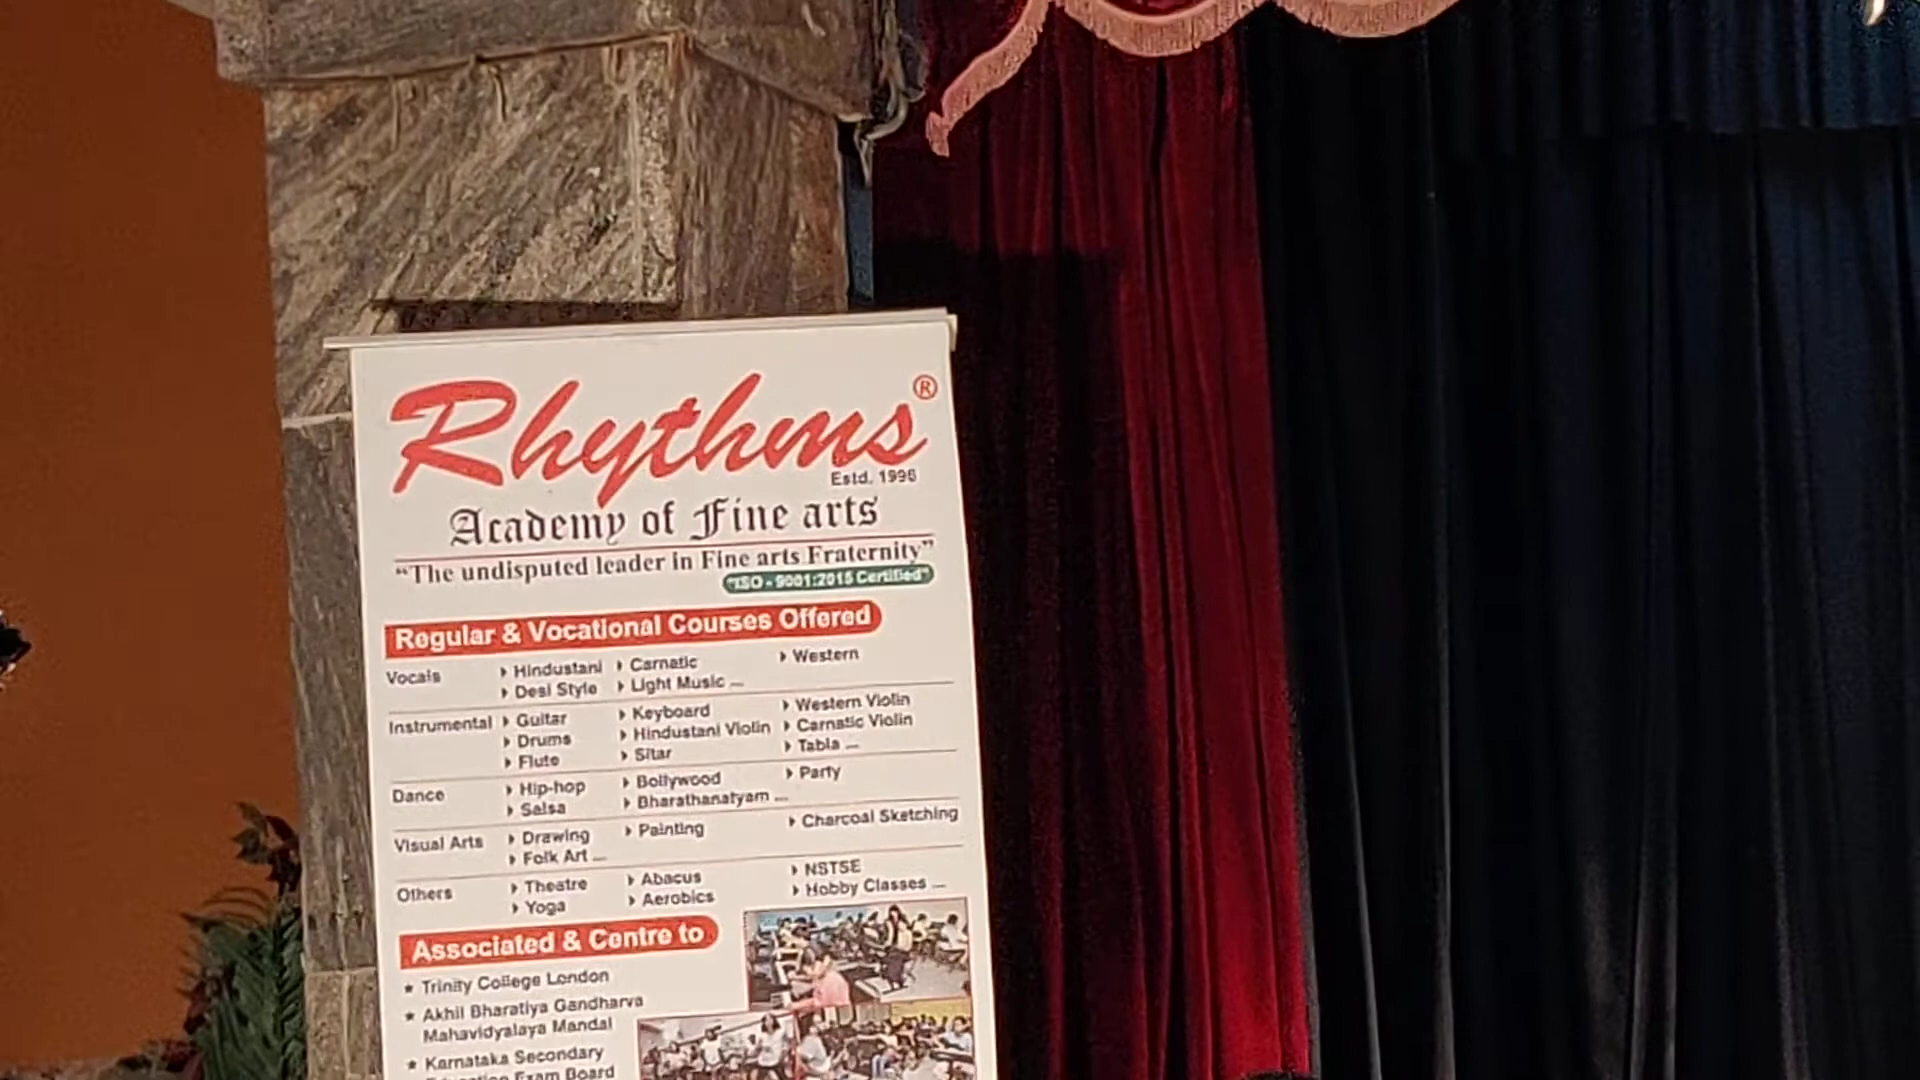 Rhythms®
Estd. 1996
Academy of Fine arts
"The undisputed leader in Fine arts Fraternity"
"ISO - 9001:2015 Certified"
Regular & Vocational Courses Offered
Vocals Hindustani Carnatic Western
Desi Style Light Music ...
Instrumental Guitar Keyboard Western Violin
Drums Hindustani Violin Carnatic Violin
Flute Sitar Tabla ...
Dance Hip-hop Bollywood Party
Salsa Bharathanatyam ...
Visual Arts Drawing Painting Charcoal Sketching
Folk Art ...
Others Theatre Abacus NSTSE
Yoga Aerobics Hobby Classes ...
Associated & Centre to
★ Trinity College London
★ Akhil Bharatiya Gandharva
Mahavidyalaya Mandal
★ Karnataka Secondary
Education Exam Board